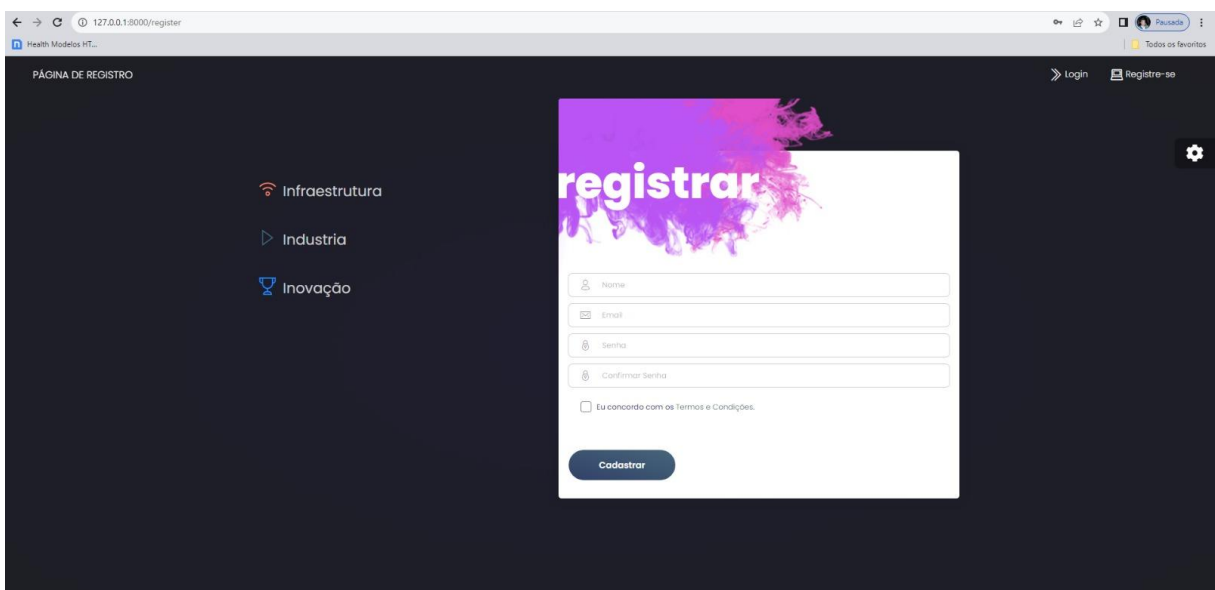 127.0.0.1:8000/register
Pausada
Health Modelos HT...
Todos os favoritos
PÁGINA DE REGISTRO
Login
Registre-se
registrar
Infraestrutura
Industria
Inovação
Nome
Email
Senha
Confirmar Senha
Eu concordo com os Termos e Condições.
Cadastrar